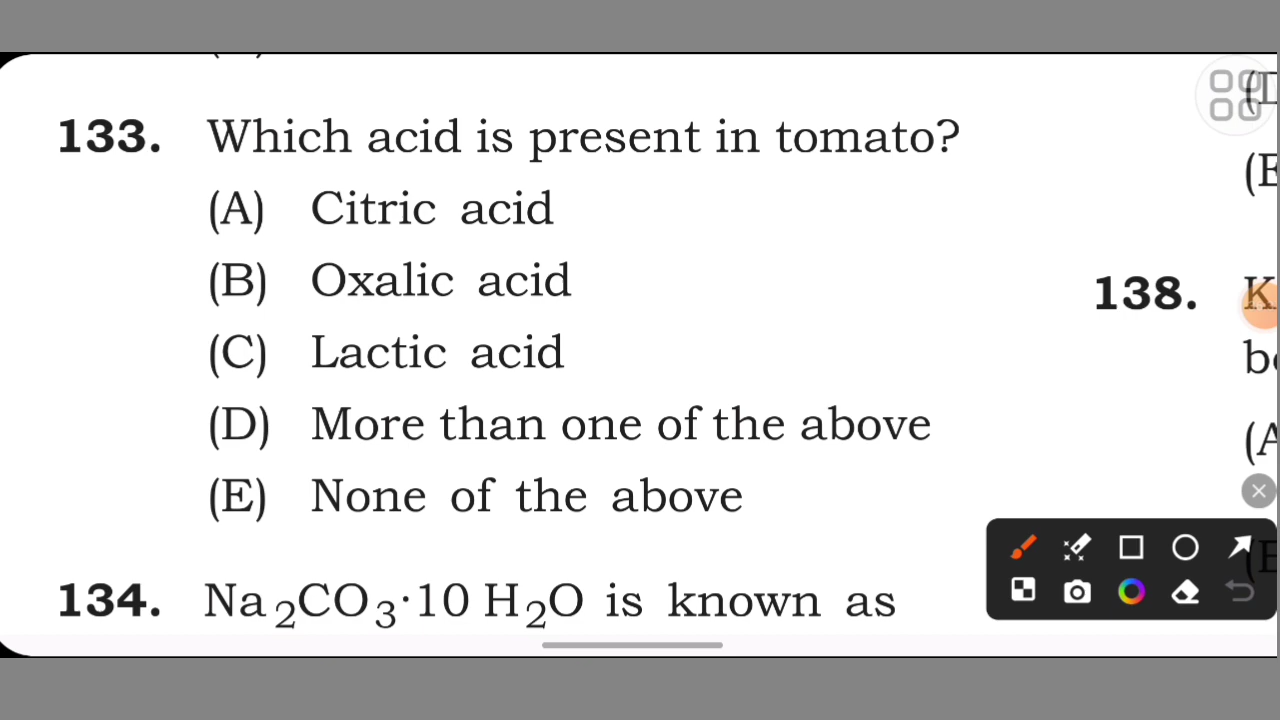 133. Which acid is present in tomato?
(A) Citric acid
(B) Oxalic acid
(C) Lactic acid
(D) More than one of the above
(E) None of the above
134. Na₂CO₃·10 H₂O is known as
138.